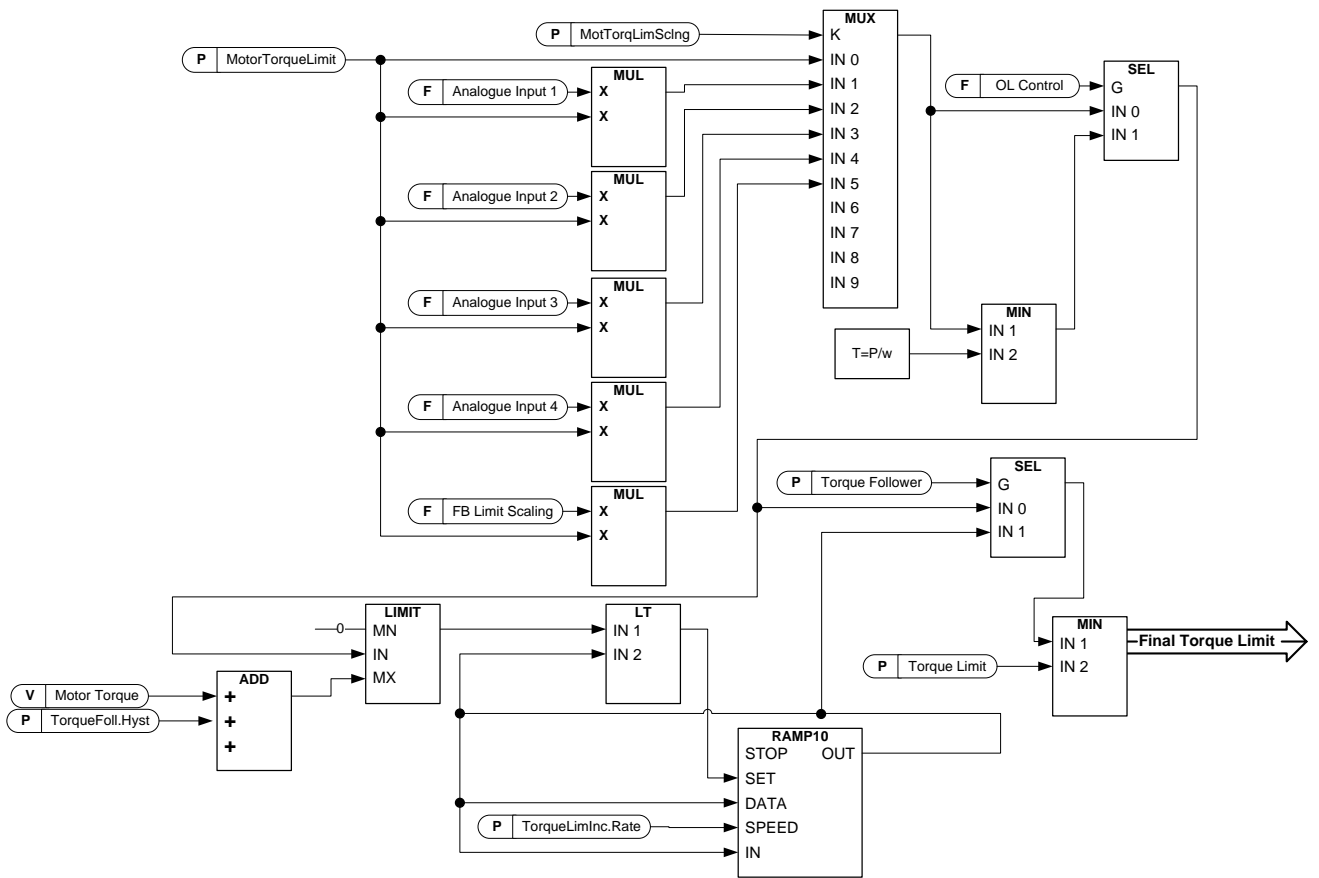 P MotorTorqueLimit
P MotTorqLimSclng
MUX
K
IN 0
IN 1
IN 2
IN 3
IN 4
IN 5
IN 6
IN 7
IN 8
IN 9
F Analogue Input 1
MUL
X
X
F Analogue Input 2
MUL
X
X
F Analogue Input 3
MUL
X
X
F Analogue Input 4
MUL
X
X
F FB Limit Scaling
MUL
X
X
F OL Control
SEL
G
IN 0
IN 1
T=P/w
MIN
IN 1
IN 2
P Torque Follower
SEL
G
IN 0
IN 1
LIMIT
0 MN
IN
MX
LT
IN 1
IN 2
MIN
IN 1
IN 2
Final Torque Limit
P Torque Limit
V Motor Torque
P TorqueFoll.Hyst
ADD
+
+
+
RAMP10
STOP OUT
SET
DATA
SPEED
IN
P TorqueLimInc.Rate